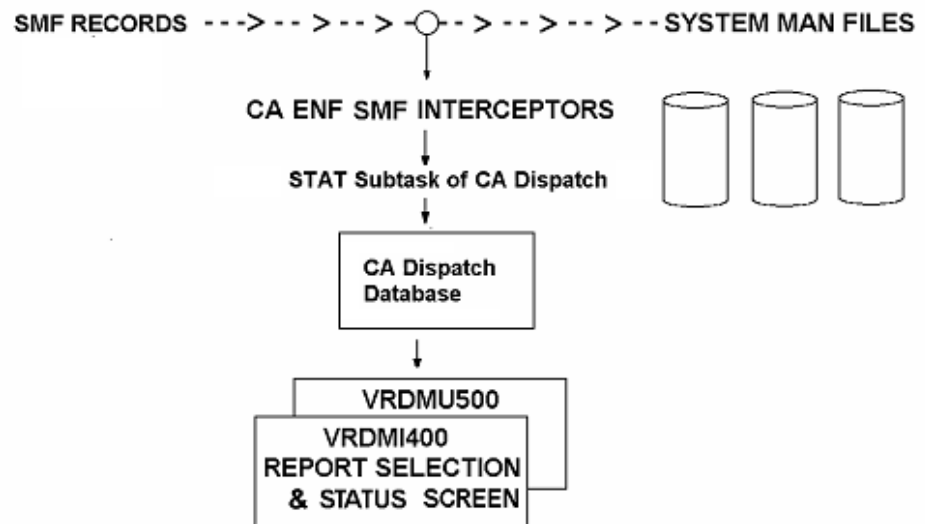 SMF RECORDS
SYSTEM MAN FILES
CA ENF SMF INTERCEPTORS
STAT Subtask of CA Dispatch
CA Dispatch
Database
VRDMU500
VRDMI400
REPORT SELECTION
& STATUS SCREEN